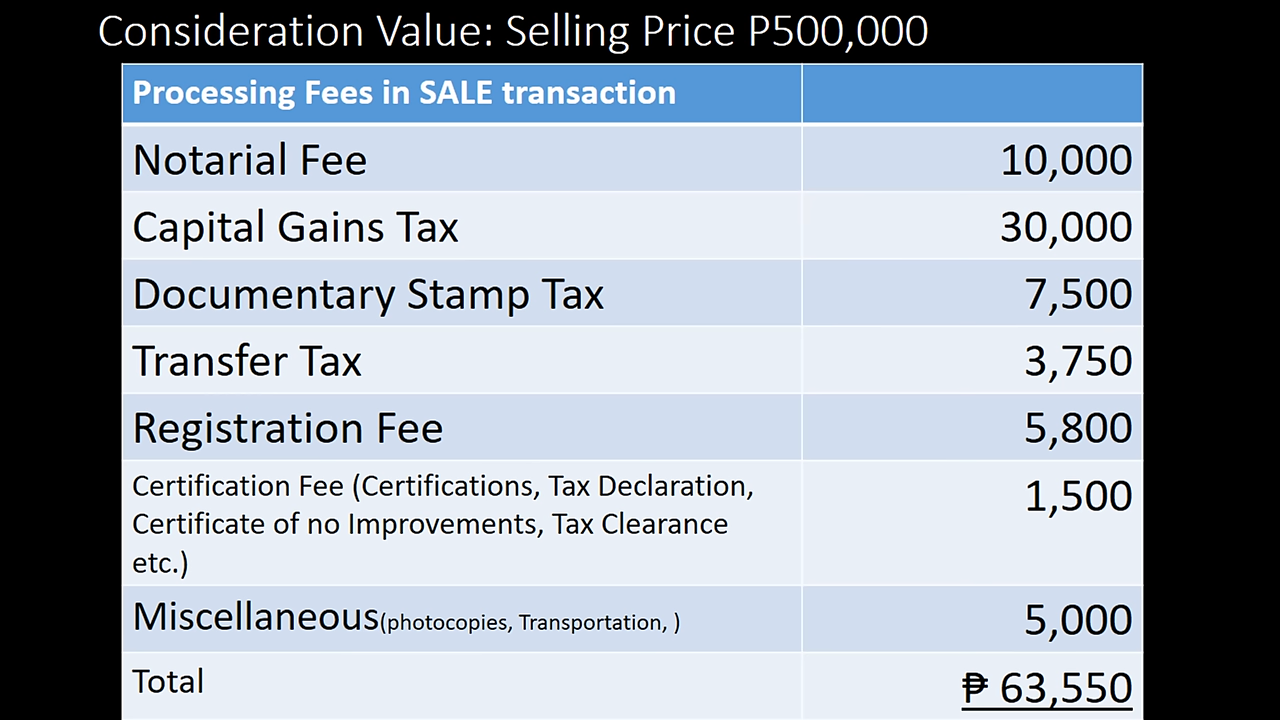 Consideration Value: Selling Price P500,000
Processing Fees in SALE transaction
Notarial Fee 10,000
Capital Gains Tax 30,000
Documentary Stamp Tax 7,500
Transfer Tax 3,750
Registration Fee 5,800
Certification Fee (Certifications, Tax Declaration, 1,500
Certificate of no Improvements, Tax Clearance
etc.)
Miscellaneous(photocopies, Transportation, ) 5,000
Total ₱ 63,550